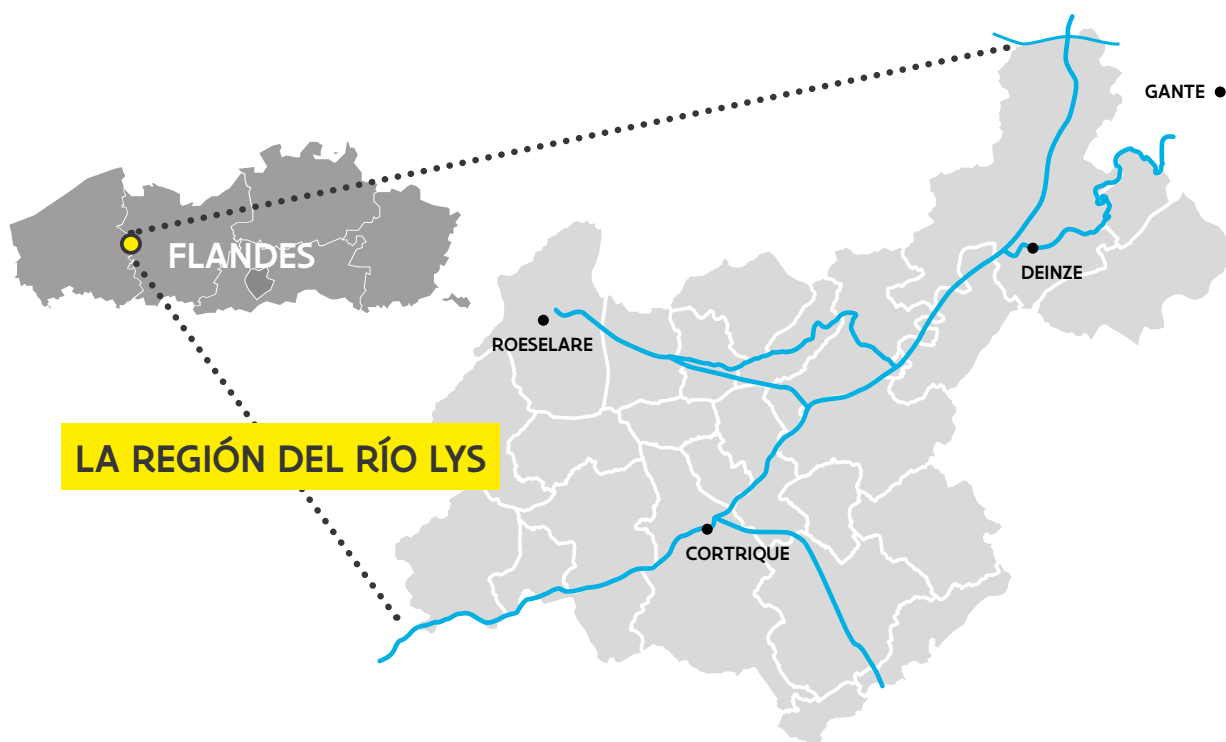 GANTE
FLANDES
DEINZE
ROESELARE
LA REGIÓN DEL RÍO LYS
CORTRIQUE